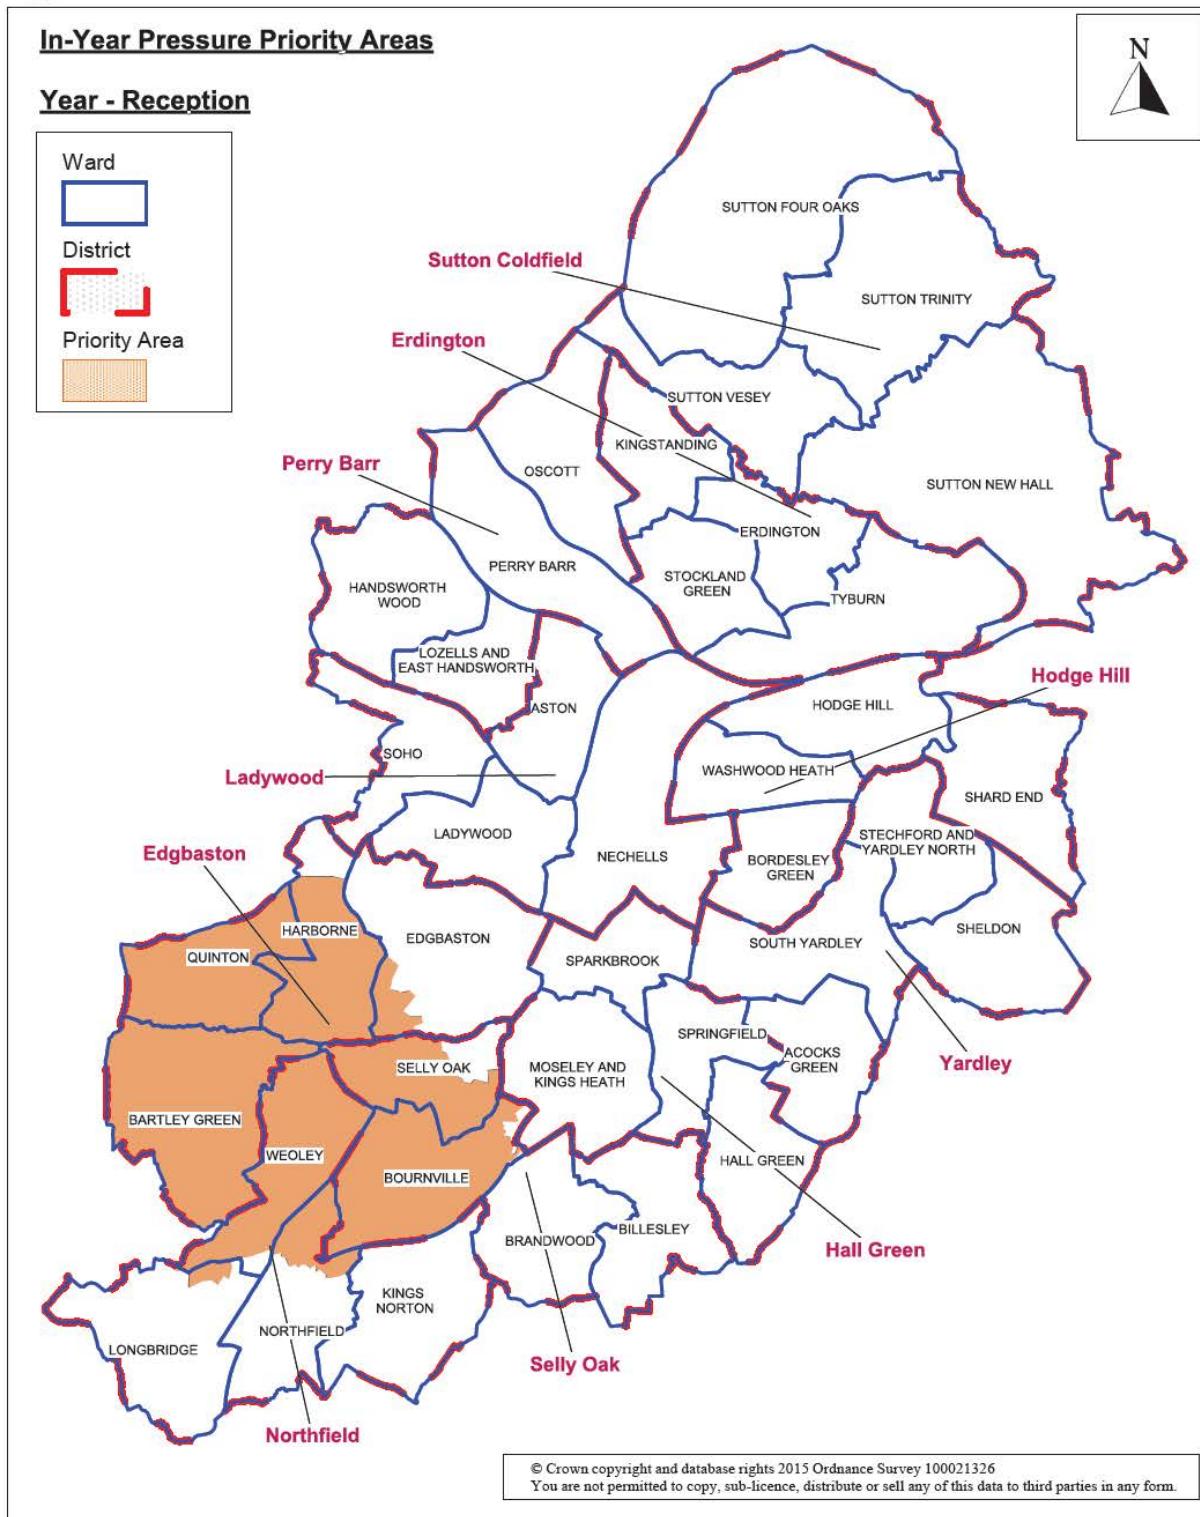 In-Year Pressure Priority Areas
Year - Reception
N
Ward
District
Priority Area
SUTTON FOUR OAKS
Sutton Coldfield
SUTTON TRINITY
Erdington
SUTTON VESEY
KINGSTANDING
Perry Barr
OSCOTT
SUTTON NEW HALL
ERDINGTON
PERRY BARR
STOCKLAND
GREEN
HANDSWORTH
WOOD
TYBURN
LOZELLS AND
EAST HANDSWORTH
Hodge Hill
ASTON
HODGE HILL
SOHO
WASHWOOD HEATH
Ladywood
SHARD END
LADYWOOD
STECHFORD AND
YARDLEY NORTH
Edgbaston
NECHELLS
BORDESLEY
GREEN
HARBORNE
EDGBASTON
SHELDON
QUINTON
SOUTH YARDLEY
SPARKBROOK
SPRINGFIELD
ACOCKS
GREEN
Yardley
SELLY OAK
MOSELEY AND
KINGS HEATH
BARTLEY GREEN
WEOLEY
HALL GREEN
BOURNVILLE
BILLESLEY
BRANDWOOD
Hall Green
KINGS
NORTON
NORTHFIELD
LONGBRIDGE
Selly Oak
Northfield
© Crown copyright and database rights 2015 Ordnance Survey 100021326
You are not permitted to copy, sub-licence, distribute or sell any of this data to third parties in any form.